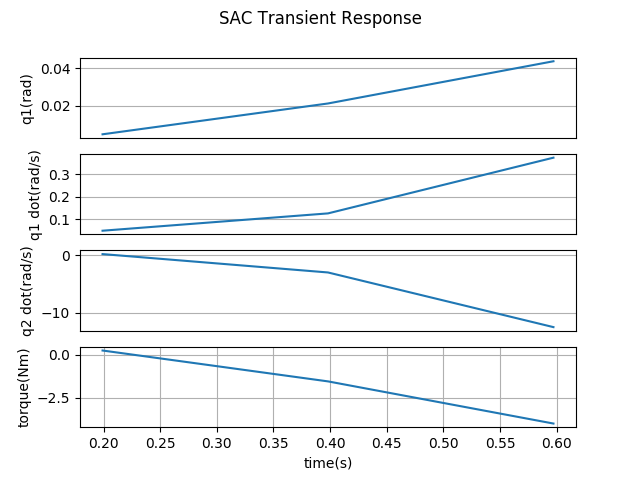 SAC Transient Response
q1(rad)
0.04
0.02
q1 dot(rad/s)
0.3
0.2
0.1
q2 dot(rad/s)
0
−10
torque(Nm)
0.0
−2.5
0.20 0.25 0.30 0.35 0.40 0.45 0.50 0.55 0.60
time(s)